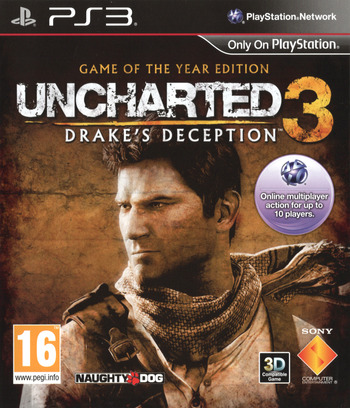 PS3
PlayStation®Network
Only On PlayStation®
GAME OF THE YEAR EDITION
UNCHARTED 3
DRAKE'S DECEPTION™
Online multiplayer
action for up to
10 players.
16
www.pegi.info
NAUGHTY DOG
3D
Compatible
Game
SONY
COMPUTER
ENTERTAINMENT®